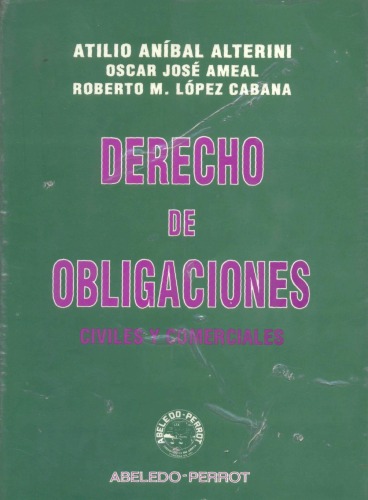 ATILIO ANÍBAL ALTERINI
OSCAR JOSÉ AMEAL
ROBERTO M. LÓPEZ CABANA
DERECHO
DE
OBLIGACIONES
CIVILES Y COMERCIALES
ABELEDO-PERROT
ABELEDO-PERROT